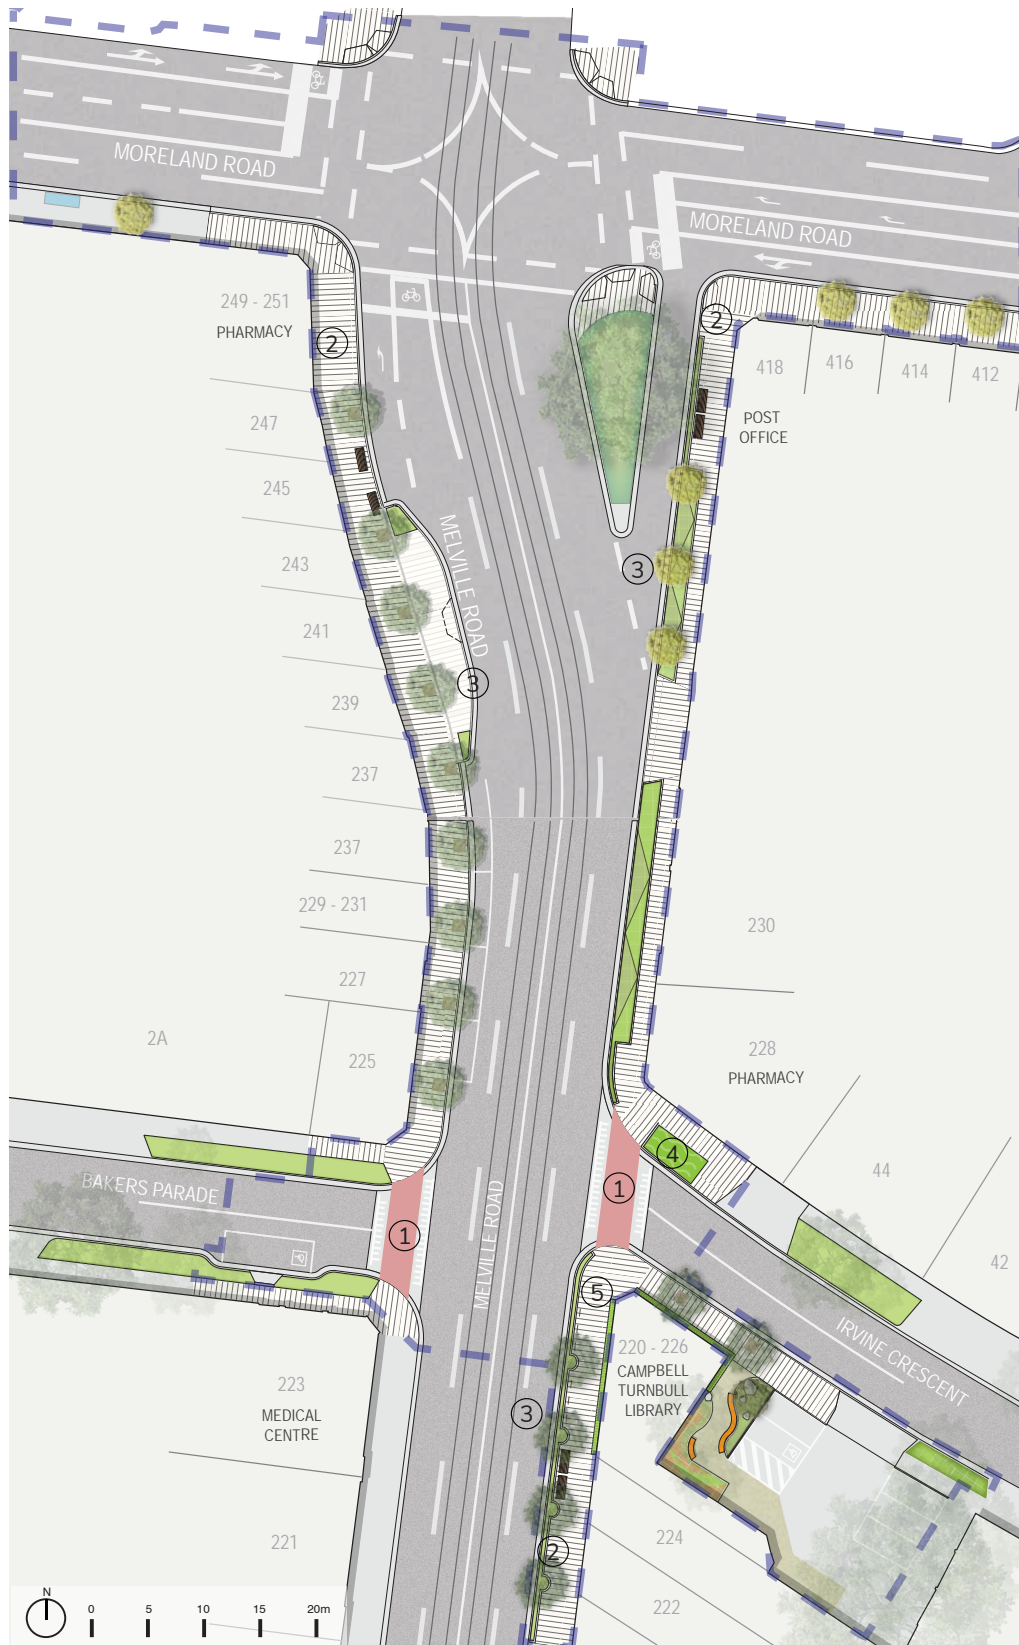 MORELAND ROAD
MORELAND ROAD
249 - 251
PHARMACY
2
2
418
416
414
412
POST
OFFICE
247
245
243
241
239
237
237
229 - 231
227
225
2A
MELVILLE ROAD
3
3
230
228
PHARMACY
4
44
42
BAKERS PARADE
1
1
MELVILLE ROAD
5
IRVINE CRESCENT
220 - 226
CAMPBELL
TURNBULL
LIBRARY
223
MEDICAL
CENTRE
3
221
2
224
222
N
0 5 10 15 20m